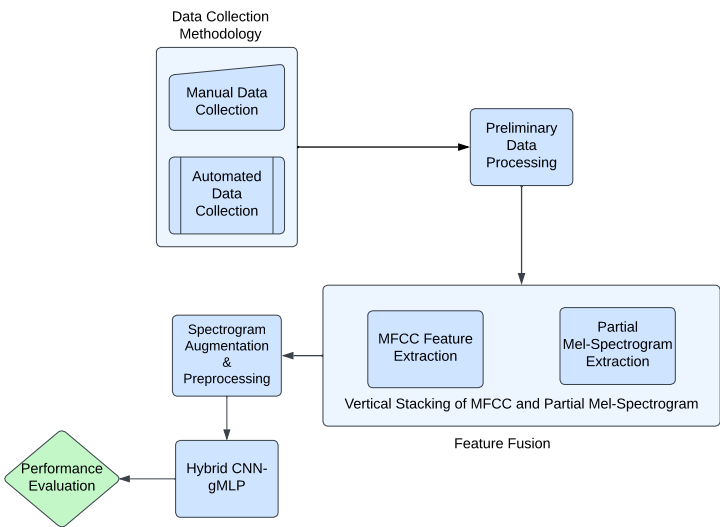 Data Collection
Methodology
Manual Data
Collection
Automated
Data
Collection
Preliminary
Data
Processing
MFCC Feature
Extraction
Partial
Mel-Spectrogram
Extraction
Vertical Stacking of MFCC and Partial Mel-Spectrogram
Feature Fusion
Spectrogram
Augmentation
&
Preprocessing
Hybrid CNN-
gMLP
Performance
Evaluation